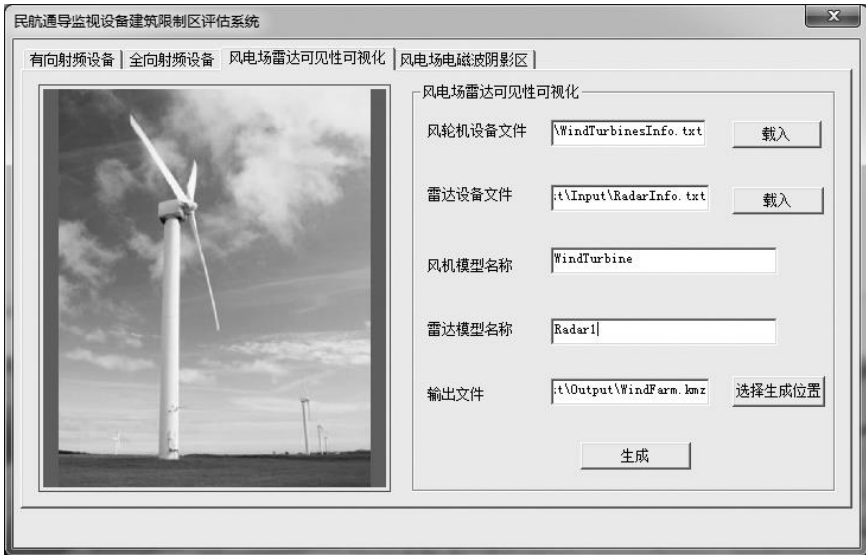 民航通导监视设备建筑限制区评估系统
有向射频设备 全向射频设备 风电场雷达可见性可视化 风电场电磁波阴影区
风电场雷达可见性可视化
风轮机设备文件 \WindTurbinesInfo.txt 载入
雷达设备文件 :t\Input\RadarInfo.txt 载入
风机模型名称 WindTurbine
雷达模型名称 Radar1
输出文件 :t\Output\WindFarm.kmz 选择生成位置
生成